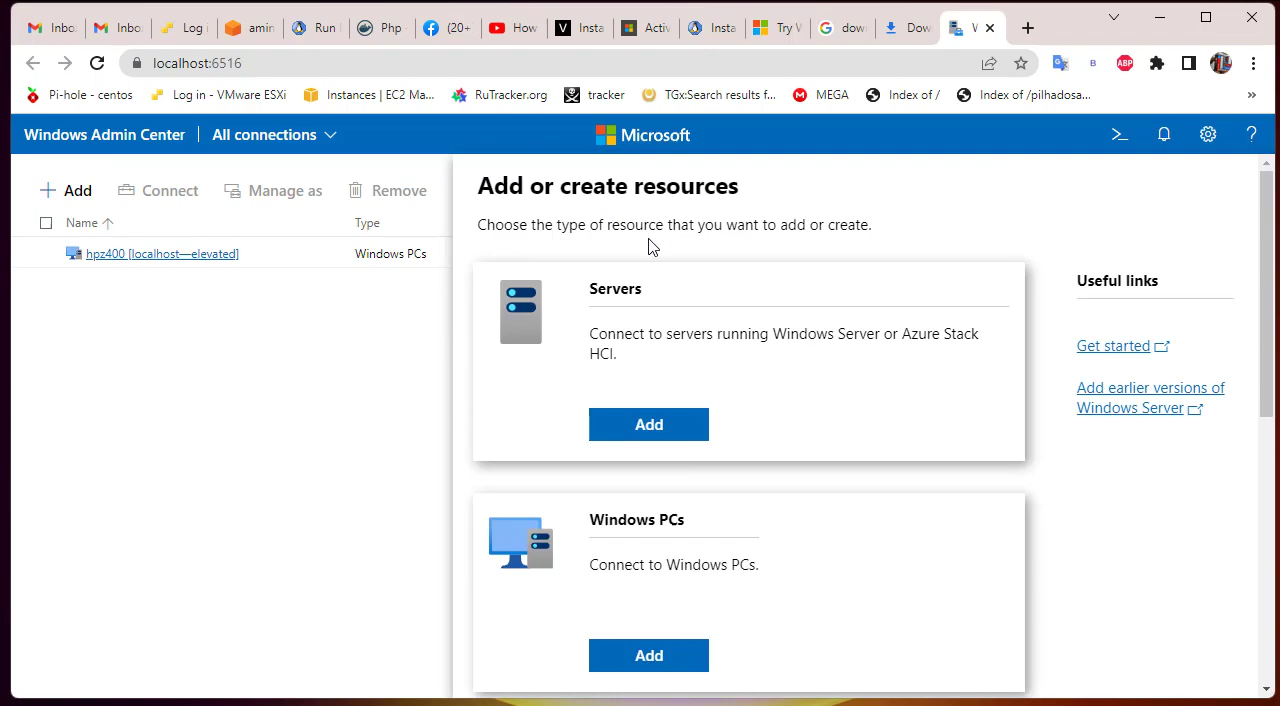 Inbo
Inbo
Log i
amin
Run
Php
(20+
How
Insta
Activ
Insta
Try V
dow
Dow
localhost:6516
B
ABP
Pi-hole - centos
Log in - VMware ESXi
Instances | EC2 Ma...
RuTracker.org
tracker
TGx:Search results f...
MEGA
Index of /
Index of /pilhadosa...
»
Windows Admin Center
All connections
Microsoft
?
Add
Connect
Manage as
Remove
Name
Type
hpz400 [localhost—elevated]
Windows PCs
Add or create resources
Choose the type of resource that you want to add or create.
Servers
Connect to servers running Windows Server or Azure Stack
HCI.
Add
Windows PCs
Connect to Windows PCs.
Add
Useful links
Get started
Add earlier versions of
Windows Server